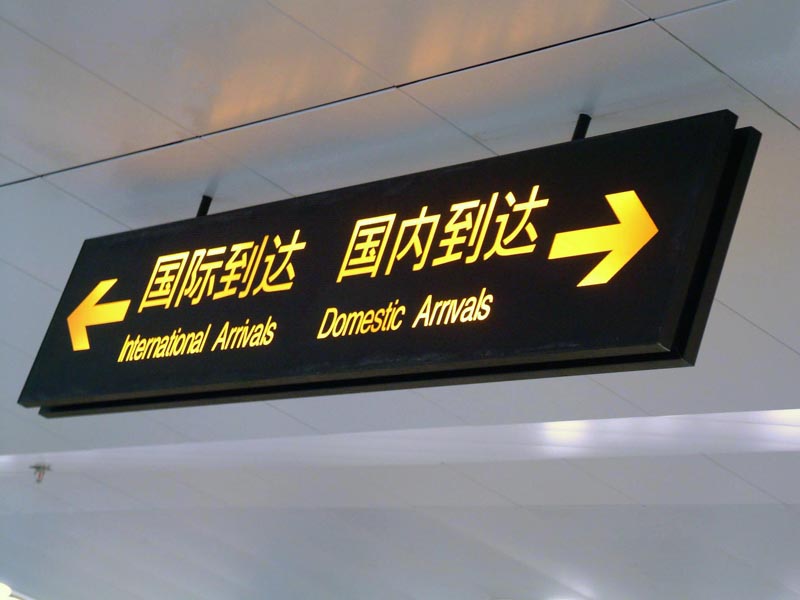 国际到达 国内到达
International Arrivals Domestic Arrivals